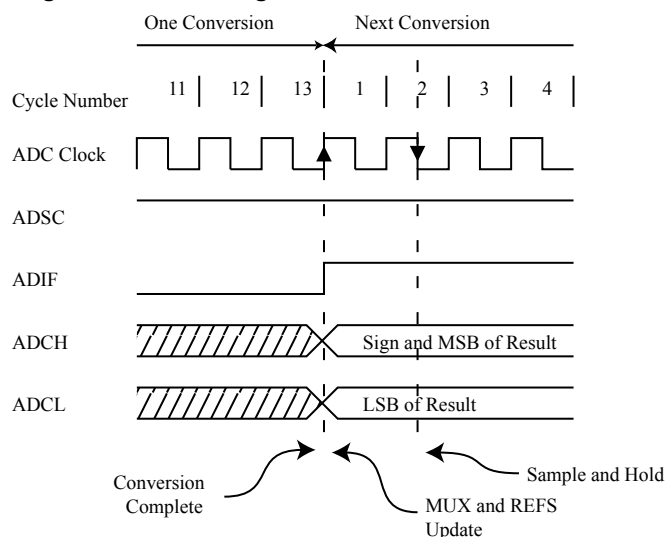 One Conversion Next Conversion
Cycle Number 11 12 13 1 2 3 4
ADC Clock
ADSC
ADIF
ADCH Sign and MSB of Result
ADCL LSB of Result
Conversion
Complete
MUX and REFS
Update
Sample and Hold